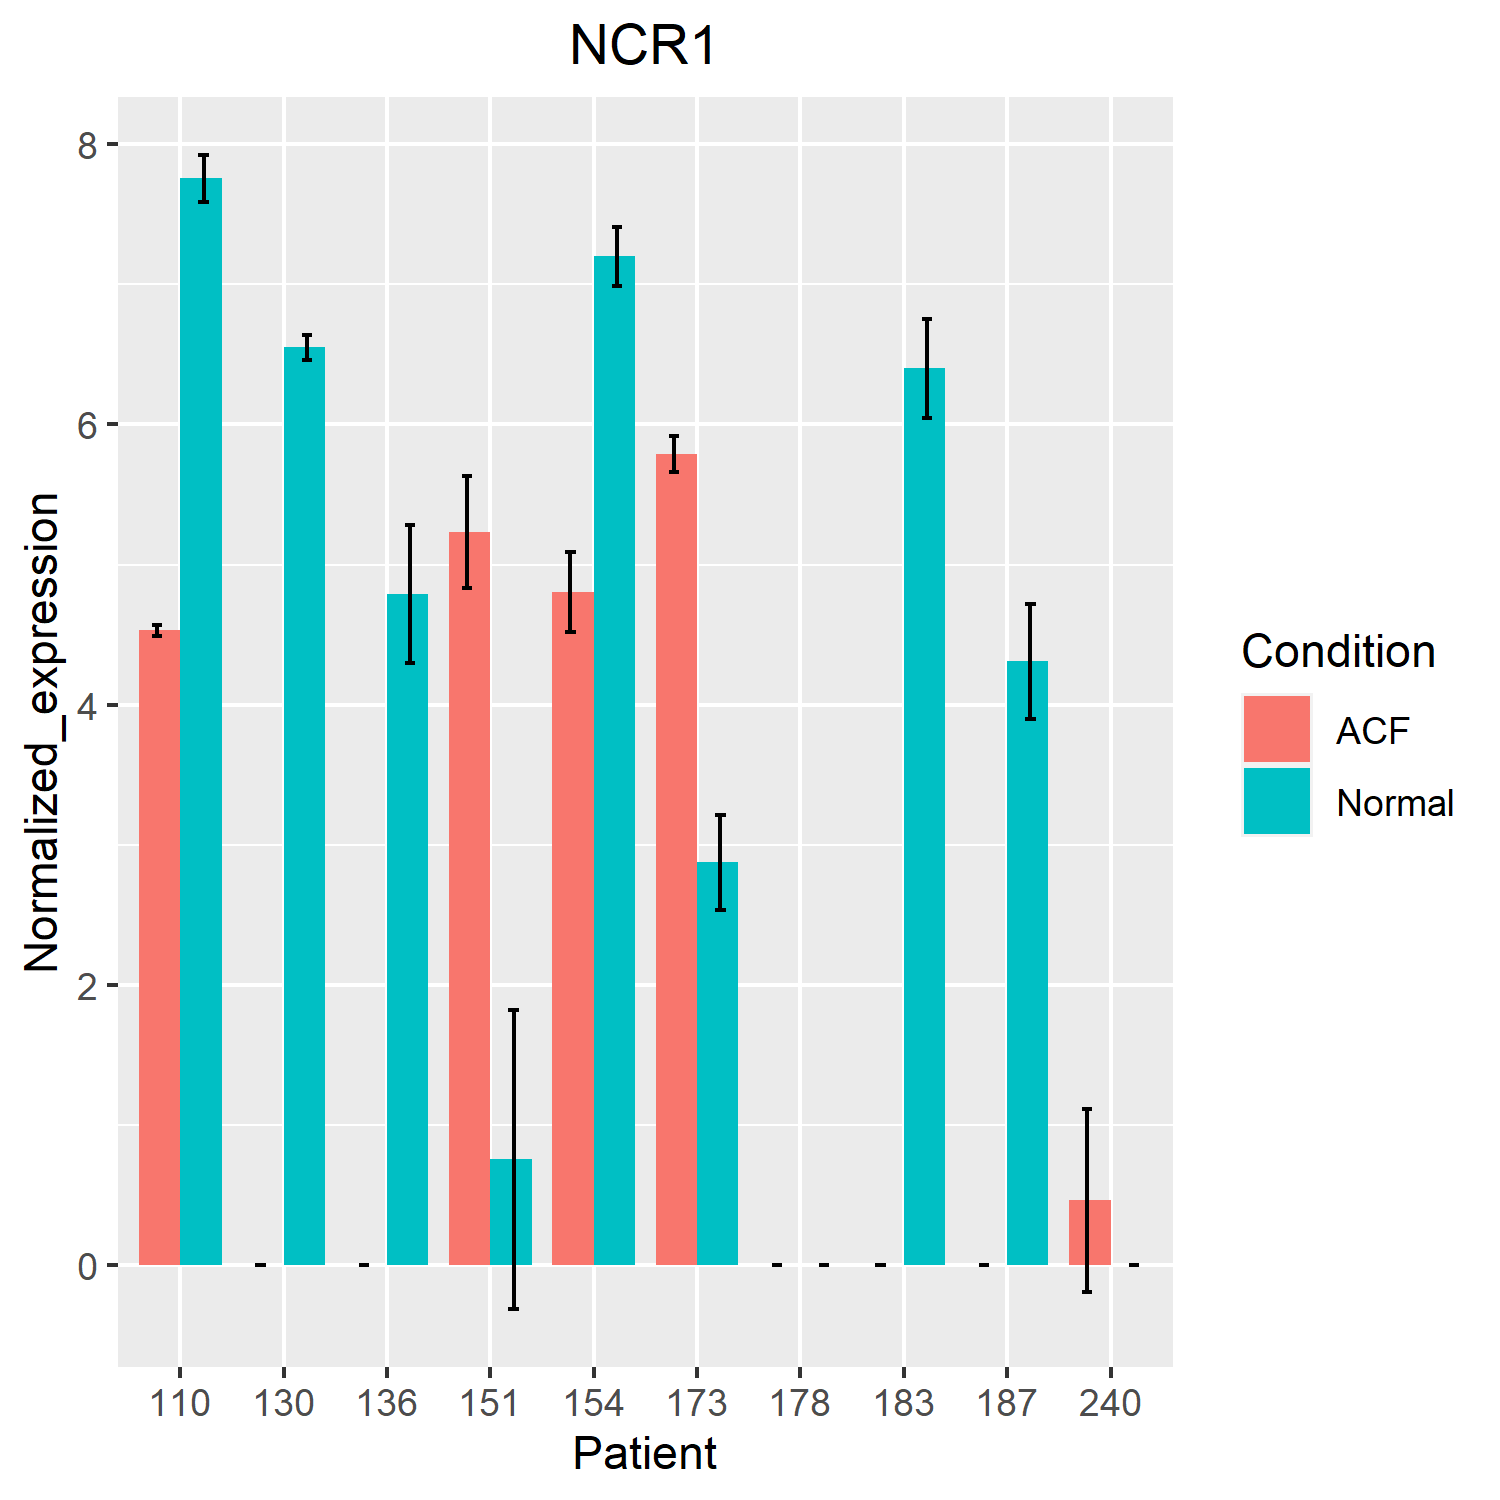 NCR1
8
6
4
2
0
Normalized_expression
110 130 136 151 154 173 178 183 187 240
Patient
Condition
ACF
Normal